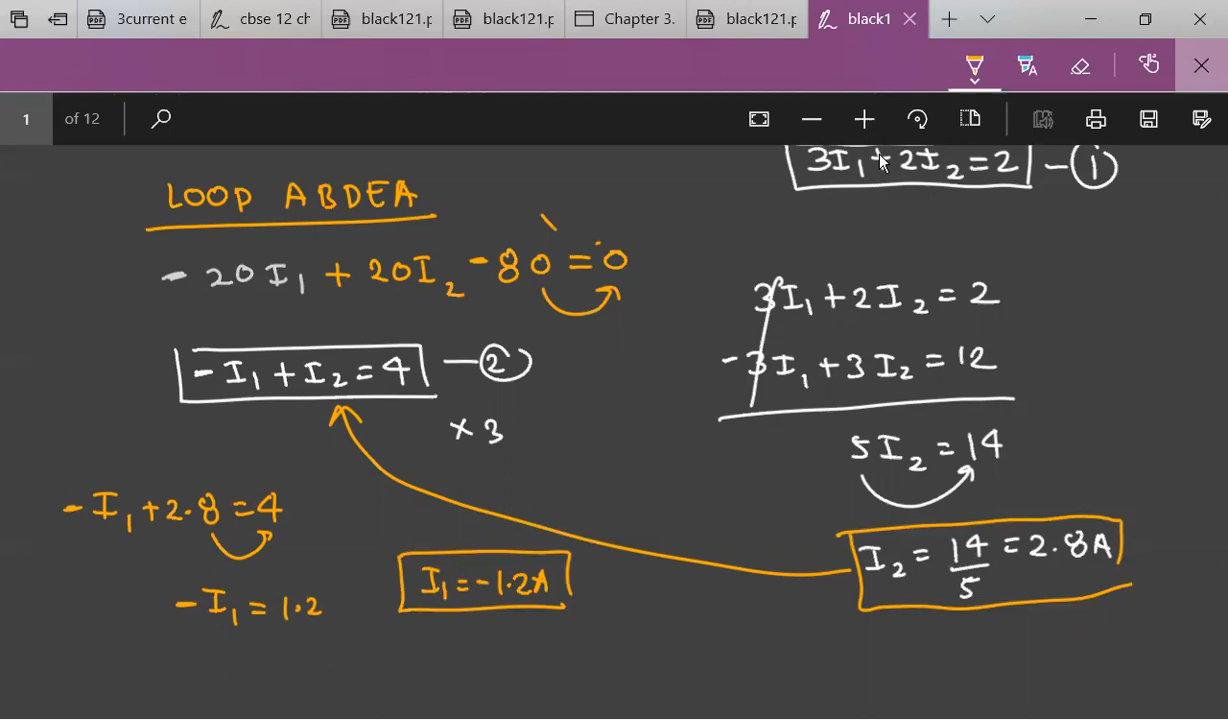 3current e
cbse 12 ch
black121.p
black121.p
Chapter 3.
black121.p
black1
1 of 12
3I₁ + 2I₂ = 2 - ①
LOOP ABDEA
- 20I₁ + 20I₂ - 80 = 0
- I₁ + I₂ = 4 - ②
× 3
3I₁ + 2I₂ = 2
- 3I₁ + 3I₂ = 12
5I₂ = 14
I₂ = 14/5 = 2.8A
- I₁ + 2.8 = 4
- I₁ = 1.2
I₁ = -1.2A